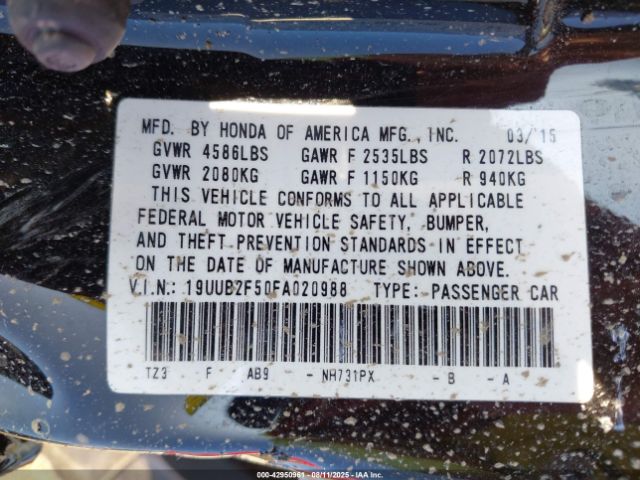 MFD. BY HONDA OF AMERICA MFG., INC. 03/15
GVWR 4586LBS GAWR F 2535LBS R 2072LBS
GVWR 2080KG GAWR F 1150KG R 940KG
THIS VEHICLE CONFORMS TO ALL APPLICABLE
FEDERAL MOTOR VEHICLE SAFETY, BUMPER,
AND THEFT PREVENTION STANDARDS IN EFFECT
ON THE DATE OF MANUFACTURE SHOWN ABOVE.
V.I.N.: 19UUB2F50FA020988 TYPE: PASSENGER CAR
TZ3 F AB9 - NH731PX - B - A
000-42950961 - 08/11/2025 - IAAI.COM